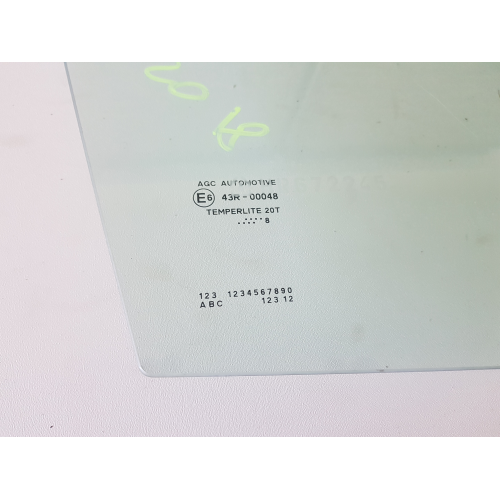 AGC AUTOMOTIVE
E6 43R-00048
TEMPERLITE 20T
8
123 1234567890
ABC 123 12